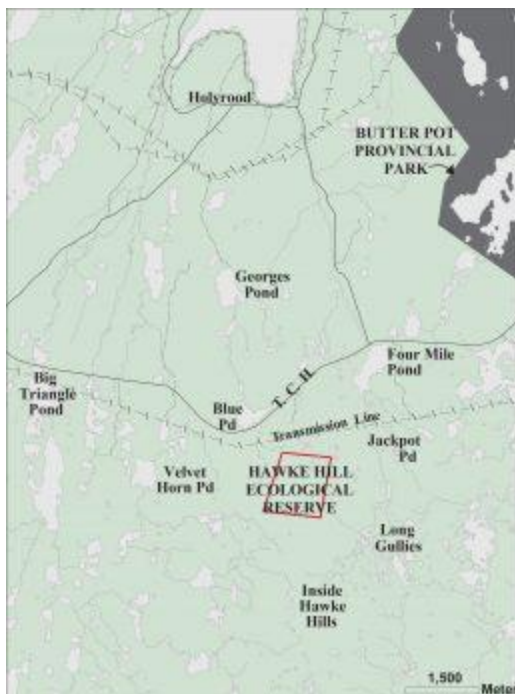 Holyrood
BUTTER POT
PROVINCIAL
PARK
Georges
Pond
Four Mile
Pond
Big
Triangle
Pond
T. C. H.
Blue
Pd
Transmission Line
Jackpot
Pd
Velvet
Horn Pd
HAWKE HILL
ECOLOGICAL
RESERVE
Long
Gullies
Inside
Hawke
Hills
1,500
Meter